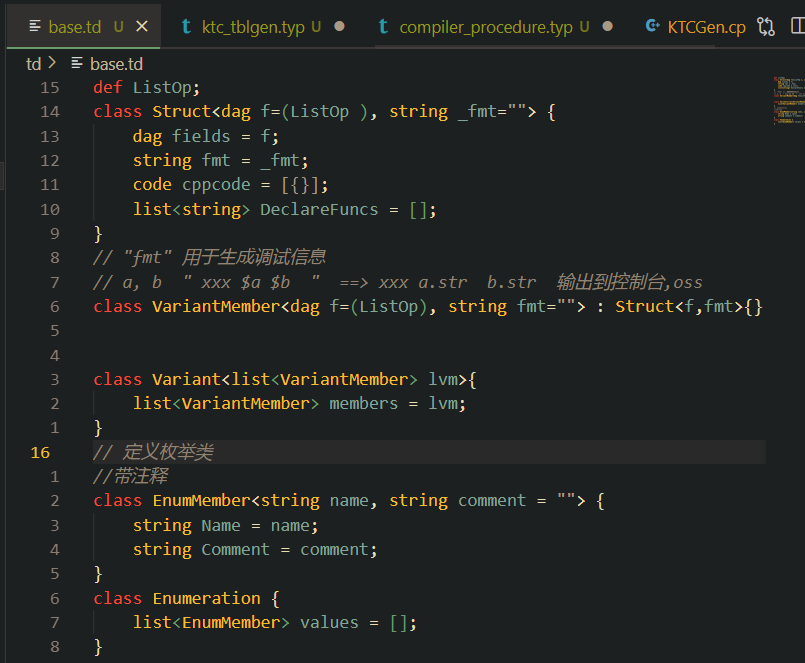 base.td U ktc_tblgen.typ U compiler_procedure.typ U KTCGen.cp
td > base.td
15 def ListOp;
14 class Struct<dag f=(ListOp ), string _fmt=""> {
13 dag fields = f;
12 string fmt = _fmt;
11 code cppcode = [{}];
10 list<string> DeclareFuncs = [];
9 }
8 // "fmt" 用于生成调试信息
7 // a, b " xxx $a $b " ==> xxx a.str b.str 输出到控制台,oss
6 class VariantMember<dag f=(ListOp), string fmt=""> : Struct<f,fmt>{}
5
4
3 class Variant<list<VariantMember> lvm>{
2 list<VariantMember> members = lvm;
1 }
16 // 定义枚举类
1 //带注释
2 class EnumMember<string name, string comment = ""> {
3 string Name = name;
4 string Comment = comment;
5 }
6 class Enumeration {
7 list<EnumMember> values = [];
8 }